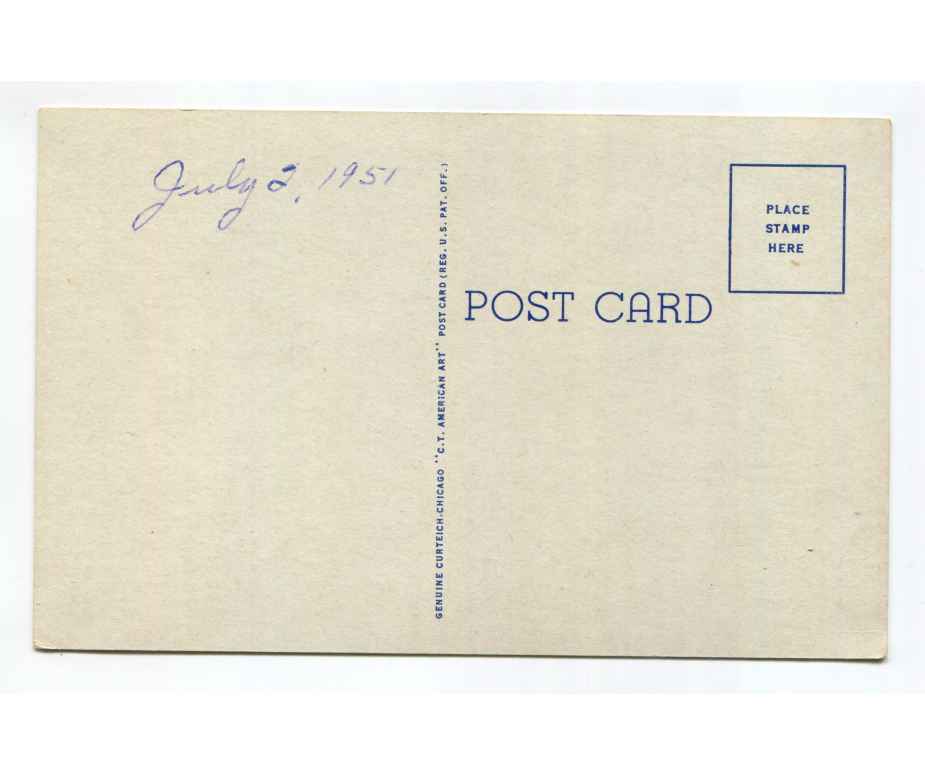 July 2, 1951
GENUINE CURTEICH-CHICAGO "C.T. AMERICAN ART" POST CARD (REG. U.S. PAT. OFF.)
POST CARD
PLACE
STAMP
HERE